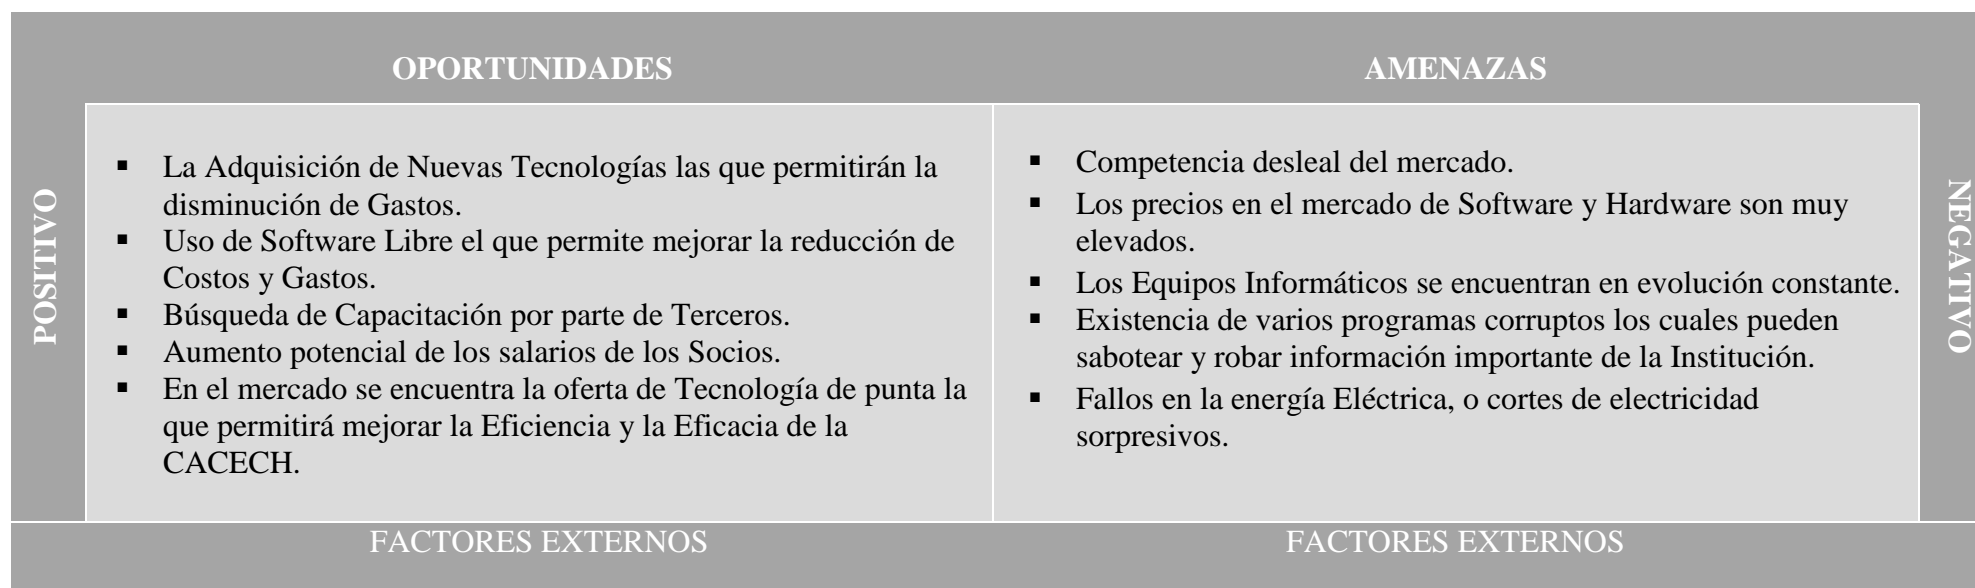 OPORTUNIDADES
AMENAZAS
POSITIVO
▪ La Adquisición de Nuevas Tecnologías las que permitirán la
disminución de Gastos.
▪ Uso de Software Libre el que permite mejorar la reducción de
Costos y Gastos.
▪ Búsqueda de Capacitación por parte de Terceros.
▪ Aumento potencial de los salarios de los Socios.
▪ En el mercado se encuentra la oferta de Tecnología de punta la
que permitirá mejorar la Eficiencia y la Eficacia de la
CACECH.
▪ Competencia desleal del mercado.
▪ Los precios en el mercado de Software y Hardware son muy
elevados.
▪ Los Equipos Informáticos se encuentran en evolución constante.
▪ Existencia de varios programas corruptos los cuales pueden
sabotear y robar información importante de la Institución.
▪ Fallos en la energía Eléctrica, o cortes de electricidad
sorpresivos.
NEGATIVO
FACTORES EXTERNOS
FACTORES EXTERNOS